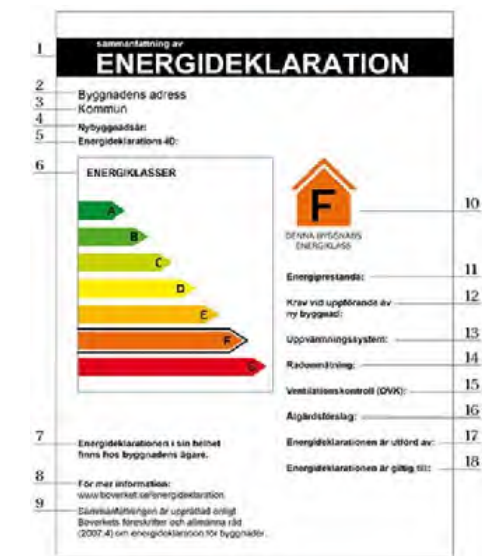 sammanfattning av
ENERGIDEKLARATION
1
2 Byggnadens adress
3 Kommun
4 Nybyggnadsår:
5 Energideklarations-ID:
6 ENERGIKLASSER
A
B
C
D
E
F
G
F
DENNA BYGGNADS
ENERGIKLASS
10
Energiprestanda: 11
Krav vid uppförande av
ny byggnad: 12
Uppvärmningssystem: 13
Radonmätning: 14
Ventilationskontroll (OVK): 15
Åtgärdsförslag: 16
Energideklarationen är utförd av: 17
Energideklarationen är giltig till: 18
7 Energideklarationen i sin helhet
finns hos byggnadens ägare.
8 För mer information:
www.boverket.se/energideklaration
9 Sammanfattningen är upprättad enligt
Boverkets föreskrifter och allmänna råd
(2007:4) om energideklaration för byggnader.